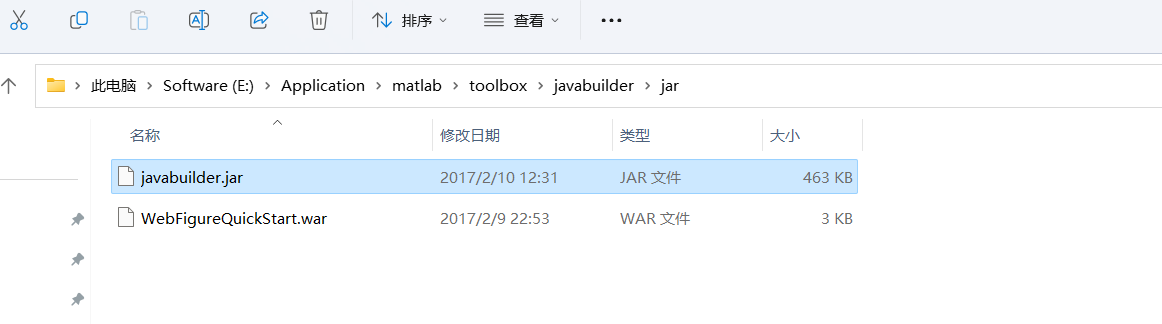 排序 查看
此电脑 Software (E:) Application matlab toolbox javabuilder jar
名称 修改日期 类型 大小
javabuilder.jar 2017/2/10 12:31 JAR 文件 463 KB
WebFigureQuickStart.war 2017/2/9 22:53 WAR 文件 3 KB